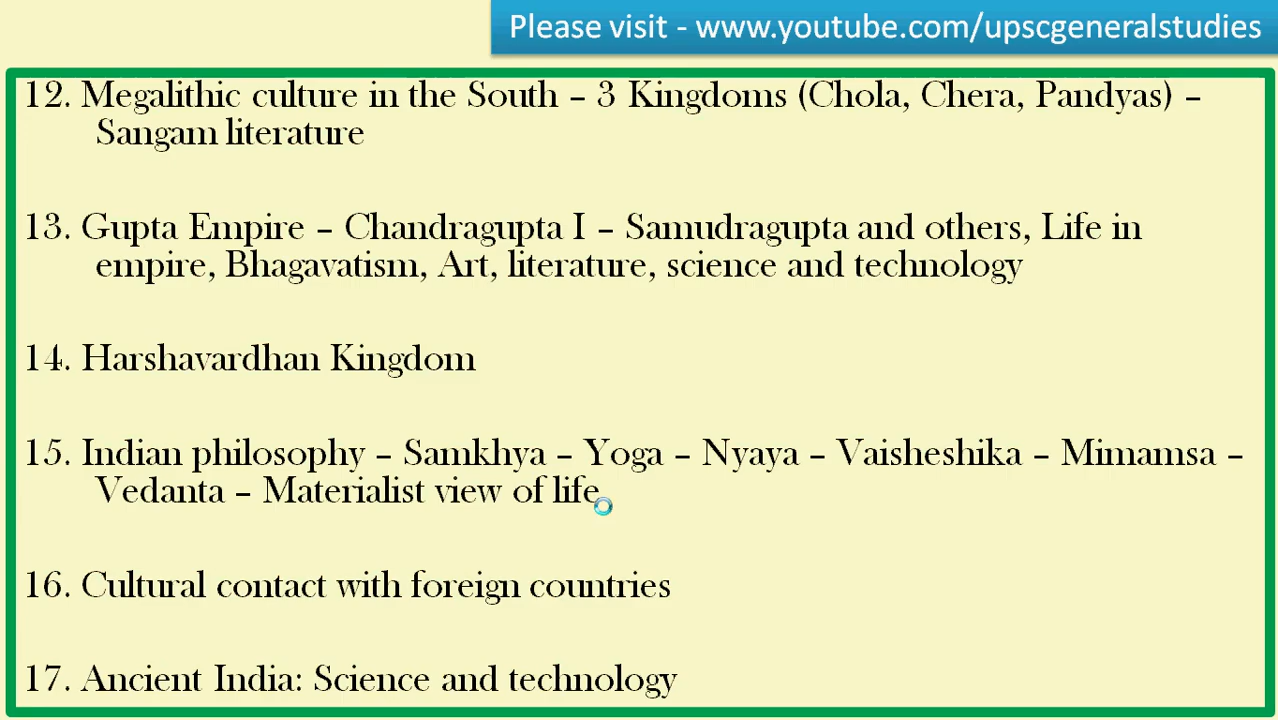 Please visit - www.youtube.com/upscgeneralstudies
12. Megalithic culture in the South – 3 Kingdoms (Chola, Chera, Pandyas) –
Sangam literature
13. Gupta Empire – Chandragupta I – Samudragupta and others, Life in
empire, Bhagavatism, Art, literature, science and technology
14. Harshavardhan Kingdom
15. Indian philosophy – Samkhya – Yoga – Nyaya – Vaisheshika – Mimamsa –
Vedanta – Materialist view of life
16. Cultural contact with foreign countries
17. Ancient India: Science and technology